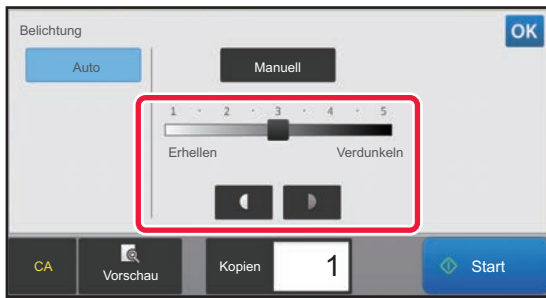 Belichtung
OK
Auto
Manuell
1 · 2 · 3 · 4 · 5
Erhellen Verdunkeln
CA
Vorschau
Kopien
1
Start